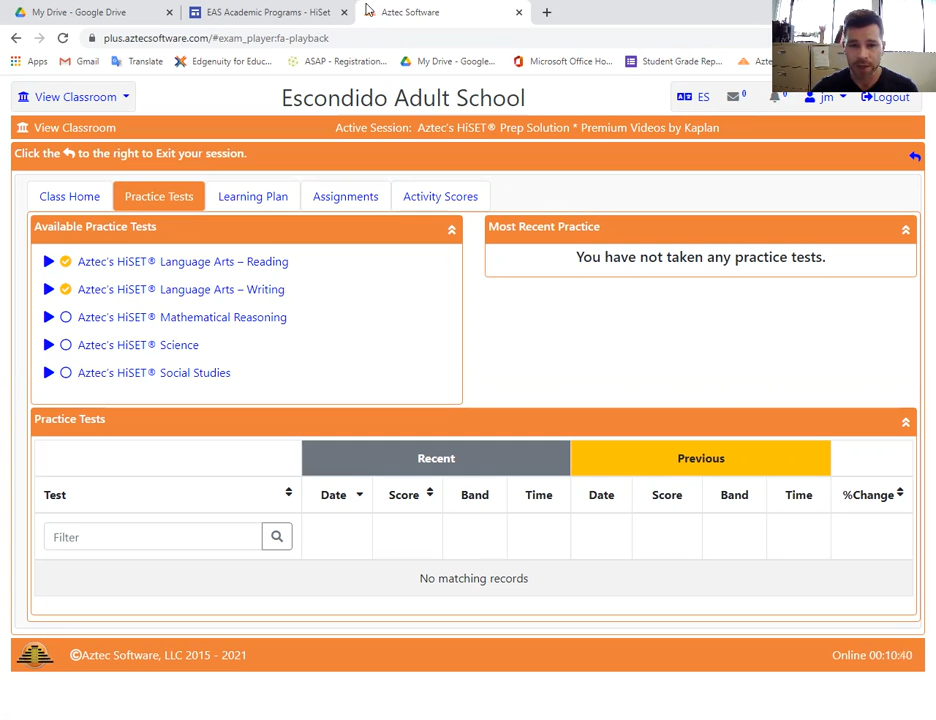 My Drive - Google Drive
EAS Academic Programs - HiSet
Aztec Software
plus.aztecsoftware.com/#exam_player:fa-playback
Apps Gmail Translate Edgenuity for Educ... ASAP - Registration... My Drive - Google... Microsoft Office Ho... Student Grade Rep... Aztec
View Classroom Escondido Adult School ES 0 0 jm Logout
View Classroom Active Session: Aztec's HiSET® Prep Solution * Premium Videos by Kaplan
Click the to the right to Exit your session.
Class Home Practice Tests Learning Plan Assignments Activity Scores
Available Practice Tests
Aztec's HiSET® Language Arts – Reading
Aztec's HiSET® Language Arts – Writing
Aztec's HiSET® Mathematical Reasoning
Aztec's HiSET® Science
Aztec's HiSET® Social Studies
Most Recent Practice
You have not taken any practice tests.
Practice Tests
Recent Previous
Test Date Score Band Time Date Score Band Time %Change
Filter
No matching records
©Aztec Software, LLC 2015 - 2021 Online 00:10:40